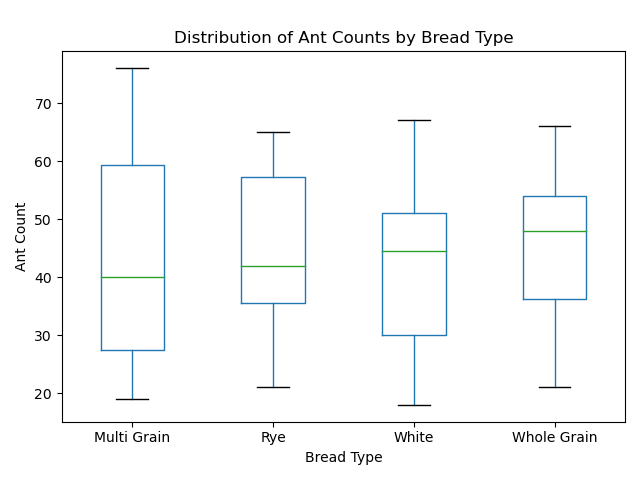 Distribution of Ant Counts by Bread Type
Ant Count
70
60
50
40
30
20
Multi Grain
Rye
White
Whole Grain
Bread Type